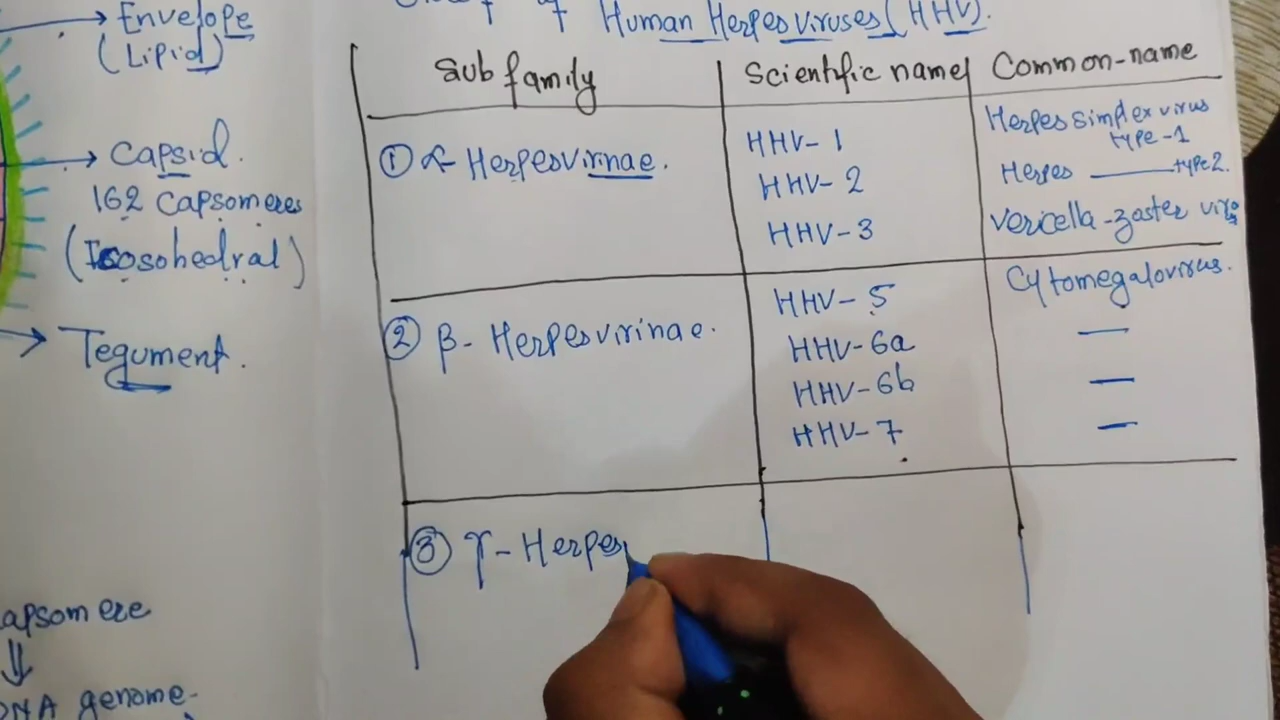 Envelope
(Lipid)
Capsid.
162 capsomeres
(Icosohedral)
Tegument.
apsomere
NA genome-
of Human Herpesviruses (HHV).
Sub family Scientific name Common-name
① α- Herpesvirinae. HHV-1 Herpes simplex virus type-1
HHV-2 Herpes ——— type 2.
HHV-3 Vericella-zoster virus
② β- Herpesvirinae. HHV-5 Cytomegalovirus.
HHV-6a —
HHV-6b —
HHV-7 —
③ γ- Herpes